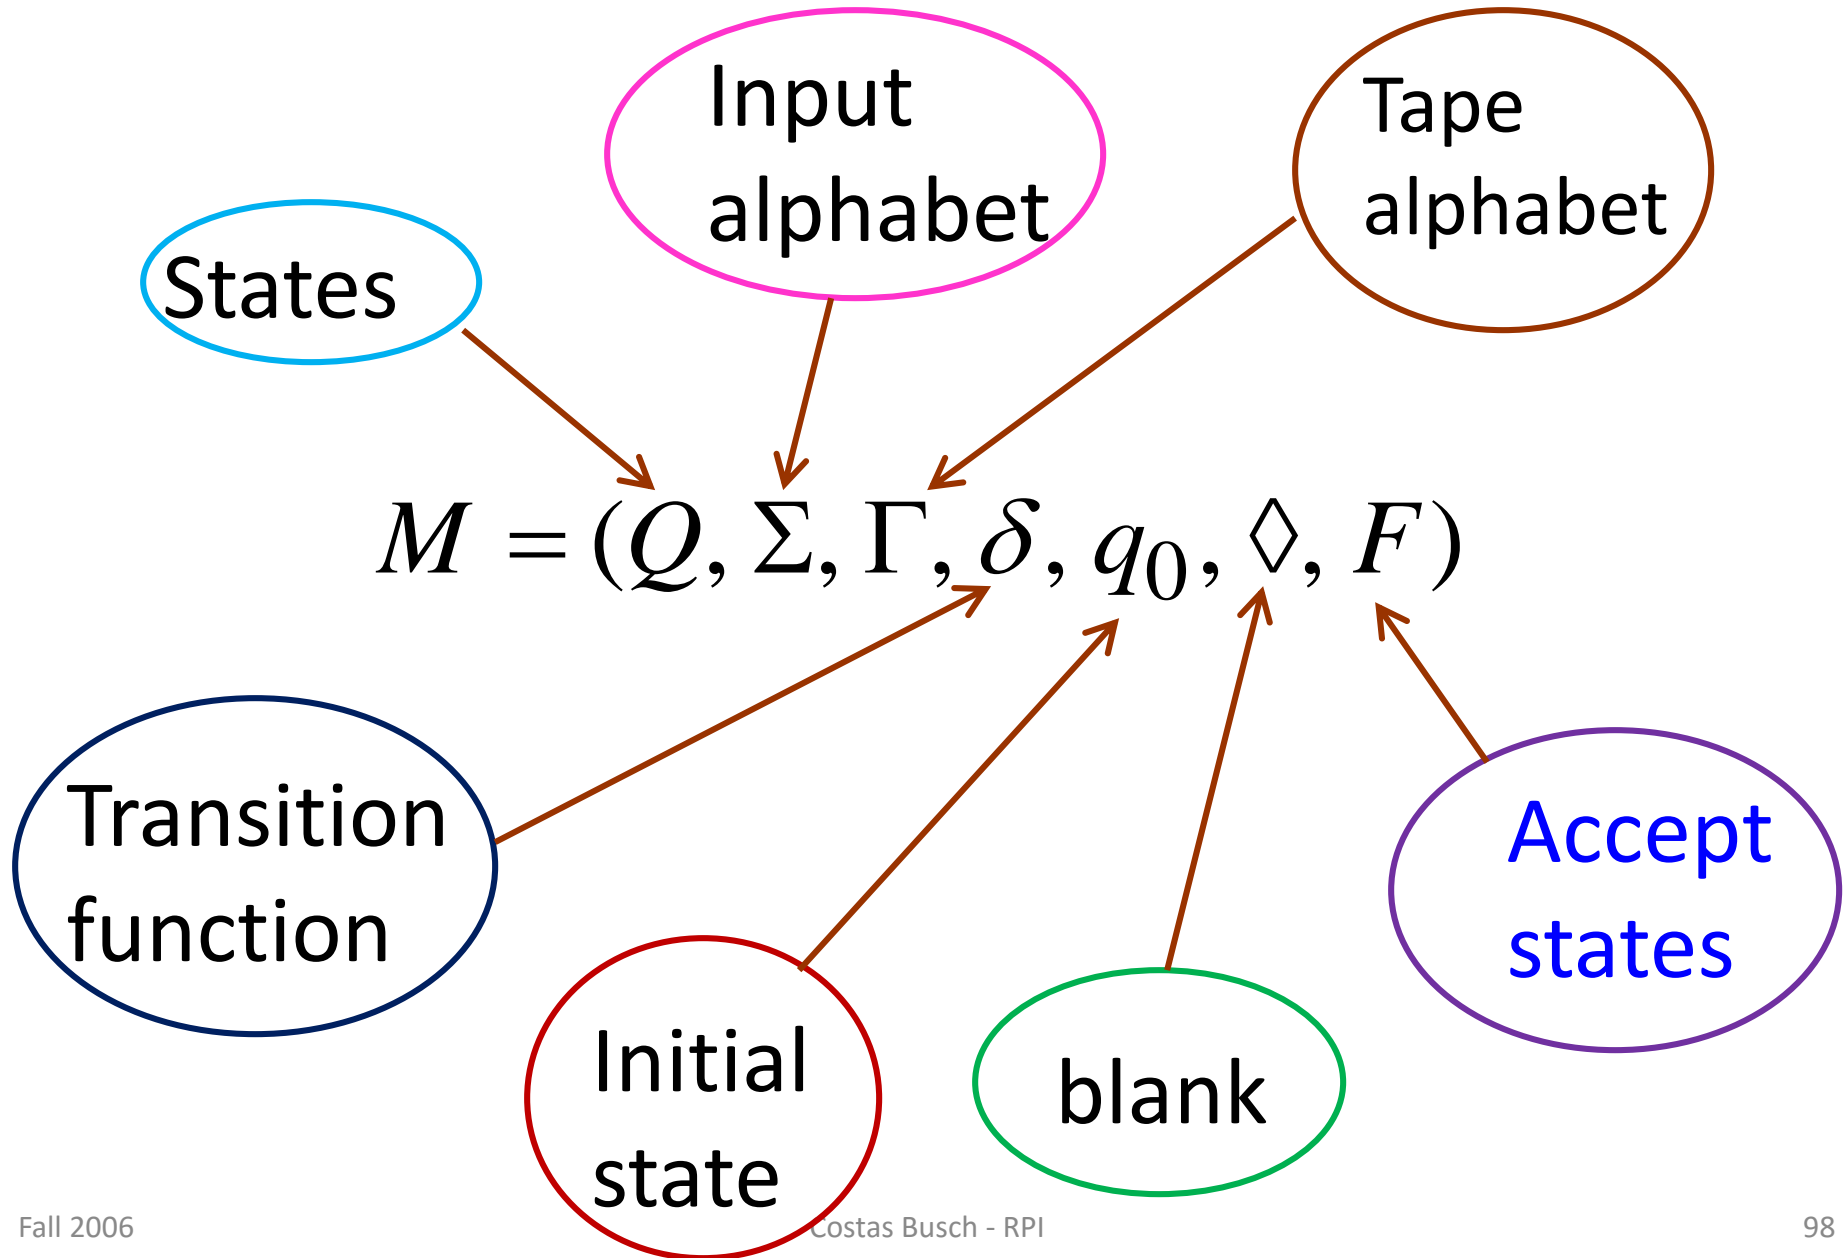 Input
alphabet
Tape
alphabet
States
M = (Q, Σ, Γ, δ, q₀, ◊, F)
Transition
function
Accept
states
Initial
state
blank
Fall 2006
Costas Busch - RPI
98